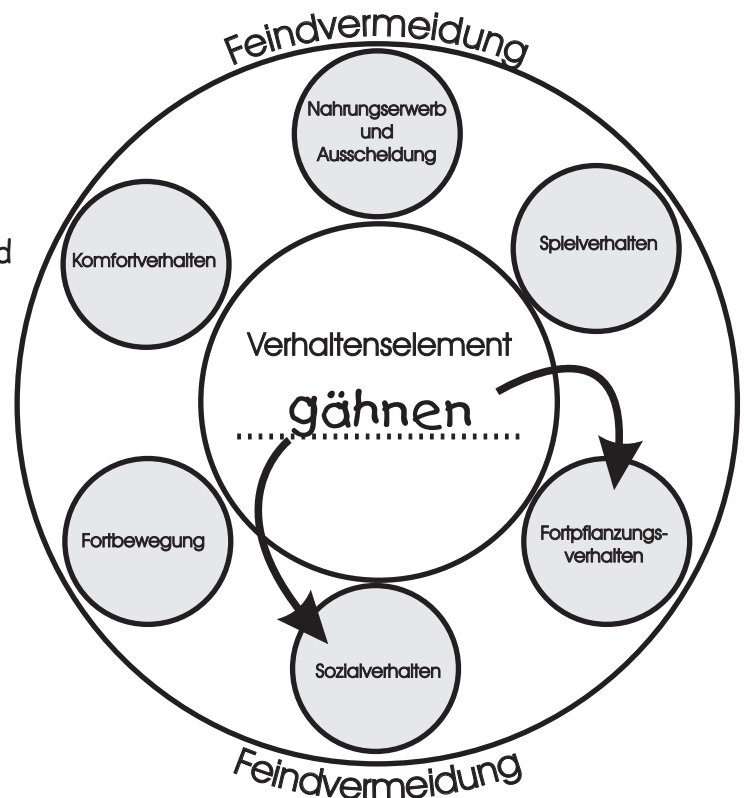 Feindvermeidung
Nahrungserwerb
und
Ausscheidung
Spielverhalten
Komfortverhalten
d
Verhaltenselement
gähnen
Fortbewegung
Fortpflanzungs-
verhalten
Sozialverhalten
Feindvermeidung